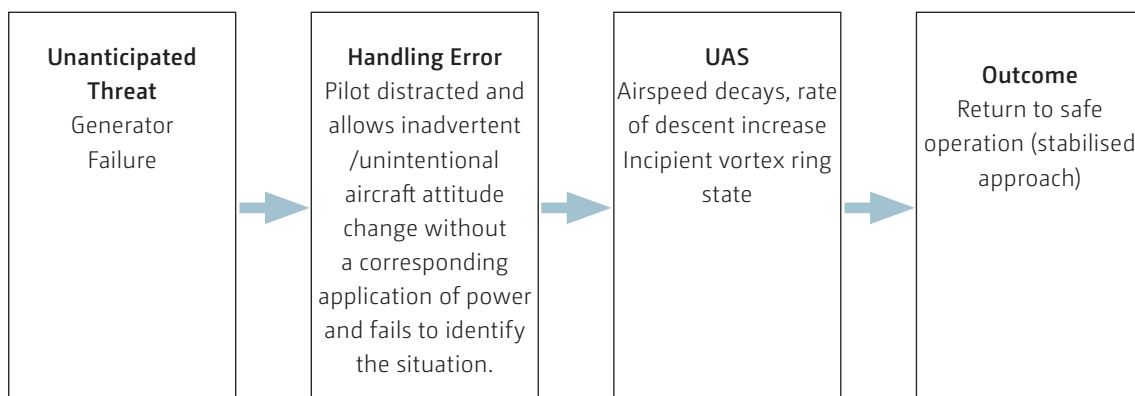 Unanticipated
Threat
Generator
Failure
Handling Error
Pilot distracted and
allows inadvertent
/unintentional
aircraft attitude
change without
a corresponding
application of power
and fails to identify
the situation.
UAS
Airspeed decays, rate
of descent increase
Incipient vortex ring
state
Outcome
Return to safe
operation (stabilised
approach)